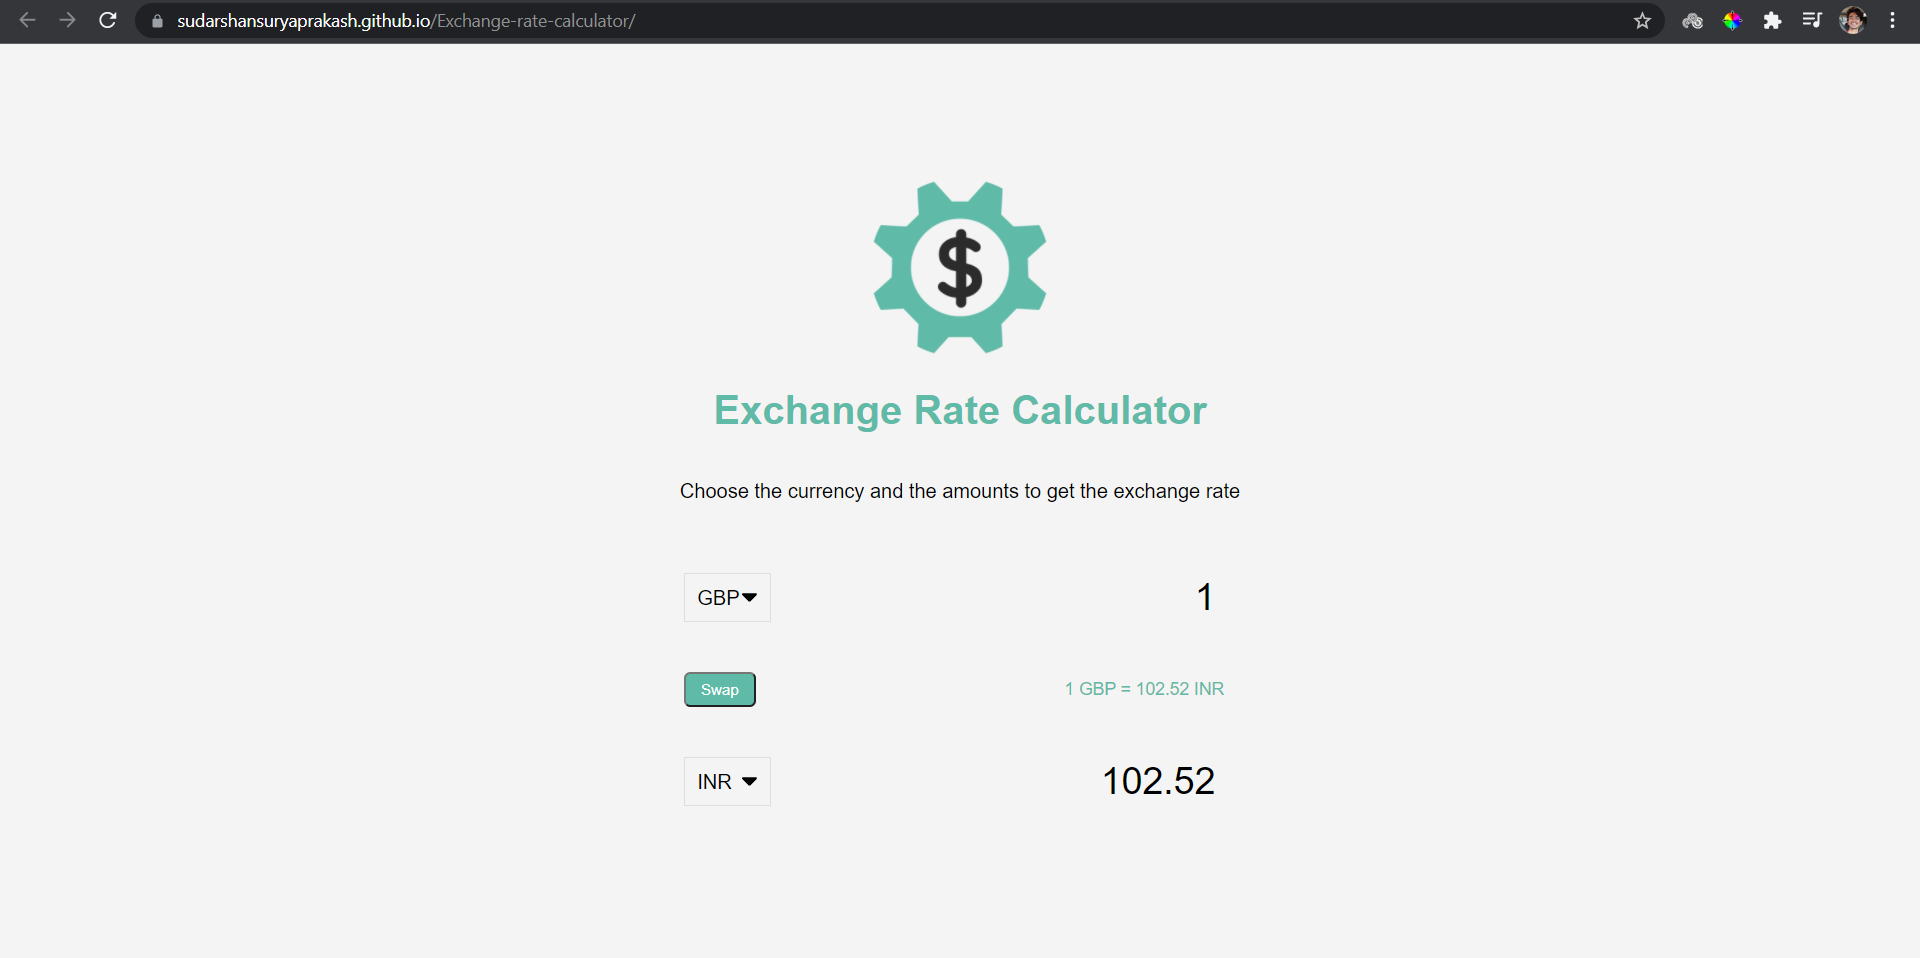 sudarshansuryaprakash.github.io/Exchange-rate-calculator/
$
Exchange Rate Calculator
Choose the currency and the amounts to get the exchange rate
GBP 1
Swap 1 GBP = 102.52 INR
INR 102.52